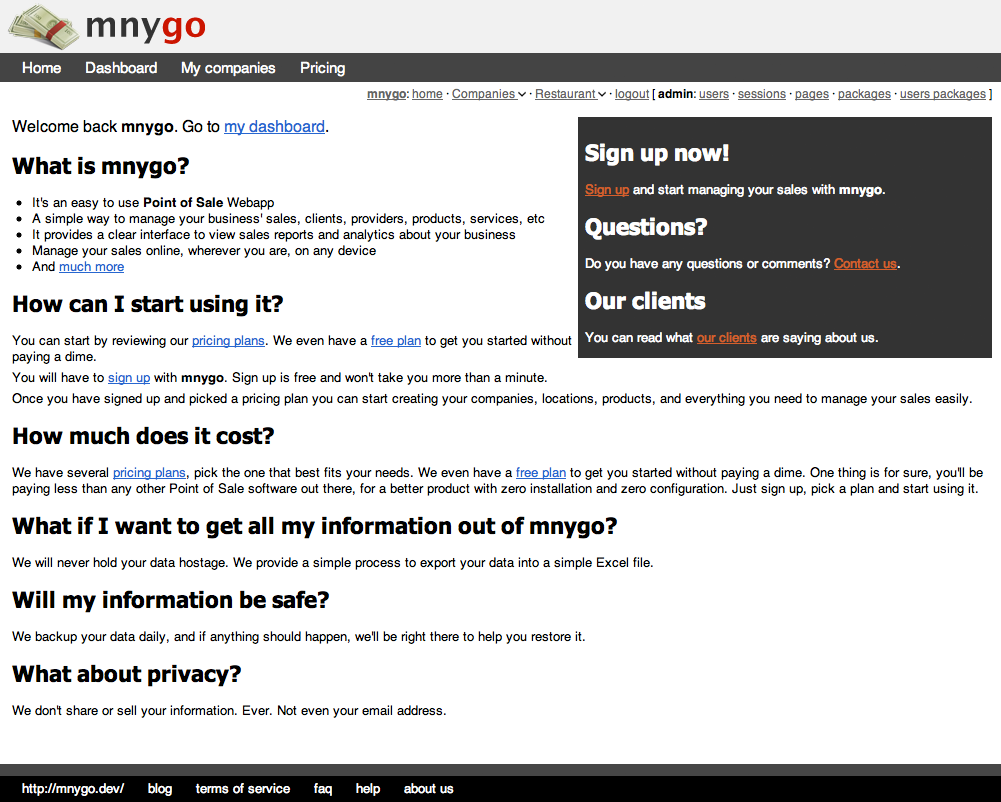 mnygo
Home Dashboard My companies Pricing
mnygo: home · Companies · Restaurant · logout [ admin: users · sessions · pages · packages · users packages ]
Welcome back mnygo. Go to my dashboard.
What is mnygo?
It's an easy to use Point of Sale Webapp
A simple way to manage your business' sales, clients, providers, products, services, etc
It provides a clear interface to view sales reports and analytics about your business
Manage your sales online, wherever you are, on any device
And much more
Sign up now!
Sign up and start managing your sales with mnygo.
Questions?
Do you have any questions or comments? Contact us.
Our clients
You can read what our clients are saying about us.
How can I start using it?
You can start by reviewing our pricing plans. We even have a free plan to get you started without
paying a dime.
You will have to sign up with mnygo. Sign up is free and won't take you more than a minute.
Once you have signed up and picked a pricing plan you can start creating your companies, locations, products, and everything you need to manage your sales easily.
How much does it cost?
We have several pricing plans, pick the one that best fits your needs. We even have a free plan to get you started without paying a dime. One thing is for sure, you'll be
paying less than any other Point of Sale software out there, for a better product with zero installation and zero configuration. Just sign up, pick a plan and start using it.
What if I want to get all my information out of mnygo?
We will never hold your data hostage. We provide a simple process to export your data into a simple Excel file.
Will my information be safe?
We backup your data daily, and if anything should happen, we'll be right there to help you restore it.
What about privacy?
We don't share or sell your information. Ever. Not even your email address.
http://mnygo.dev/ blog terms of service faq help about us